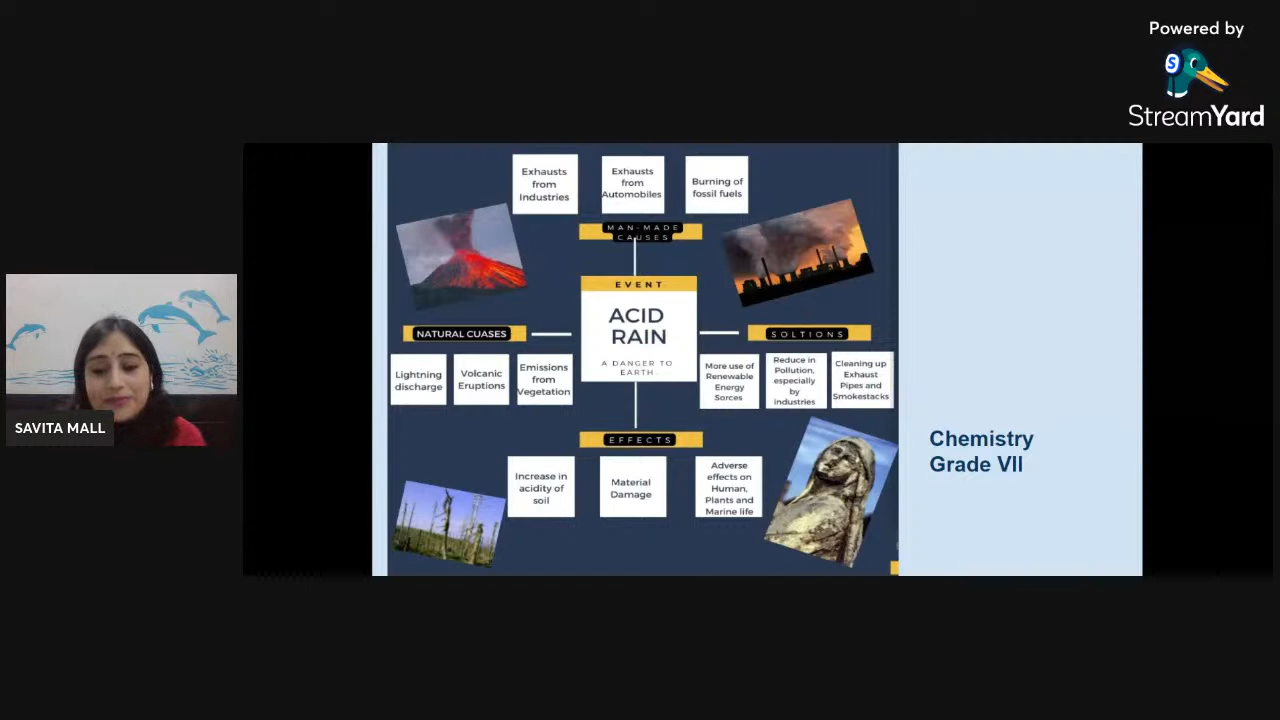 Powered by
S
StreamYard
Exhausts
from
Industries
Exhausts
from
Automobiles
Burning of
fossil fuels
MAN-MADE
CAUSES
EVENT
ACID
RAIN
A DANGER TO
EARTH
NATURAL CUASES
Lightning
discharge
Volcanic
Eruptions
Emissions
from
Vegetation
SOLTIONS
More use of
Renewable
Energy
Sorces
Reduce in
Pollution,
especially
by
industries
Cleaning up
Exhaust
Pipes and
Smokestacks
EFFECTS
Increase in
acidity of
soil
Material
Damage
Adverse
effects on
Human,
Plants and
Marine life
Chemistry
Grade VII
SAVITA MALL